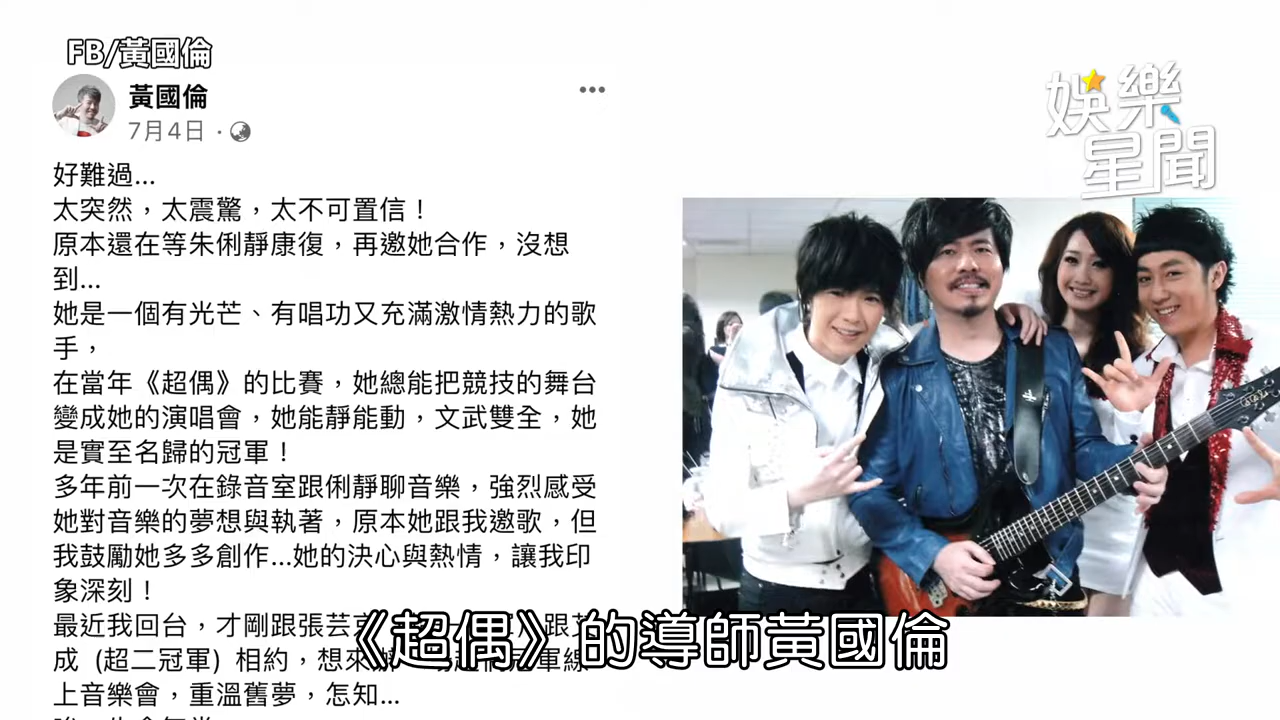 FB/黃國倫
黃國倫
7月4日
娛樂
星聞
好難過...
太突然，太震驚，太不可置信！
原本還在等朱俐靜康復，再邀她合作，沒想
到...
她是一個有光芒、有唱功又充滿激情熱力的歌
手，
在當年《超偶》的比賽，她總能把競技的舞台
變成她的演唱會，她能靜能動，文武雙全，她
是實至名歸的冠軍！
多年前一次在錄音室跟俐靜聊音樂，強烈感受
她對音樂的夢想與執著，原本她跟我邀歌，但
我鼓勵她多多創作...她的決心與熱情，讓我印
象深刻！
最近我回台，才剛跟張芸
成 (超二冠軍) 相約，想來
上音樂會，重溫舊夢，怎知...
《超偶》的導師黃國倫